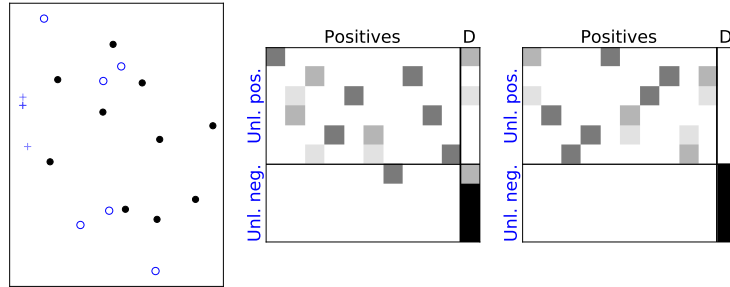 Positives D
Unl. pos.
Unl. neg.
Positives D
Unl. pos.
Unl. neg.